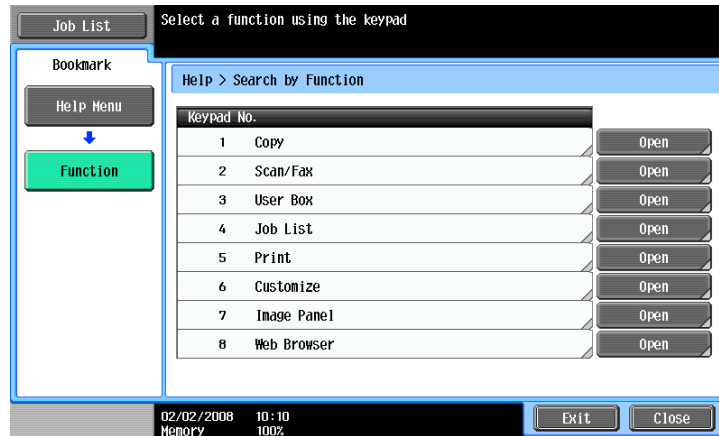 Job List
Select a function using the keypad
Bookmark
Help > Search by Function
Help Menu
Function
Keypad No.
1 Copy Open
2 Scan/Fax Open
3 User Box Open
4 Job List Open
5 Print Open
6 Customize Open
7 Image Panel Open
8 Web Browser Open
02/02/2008 10:10
Memory 100%
Exit Close